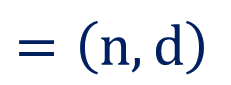 = (n, d)